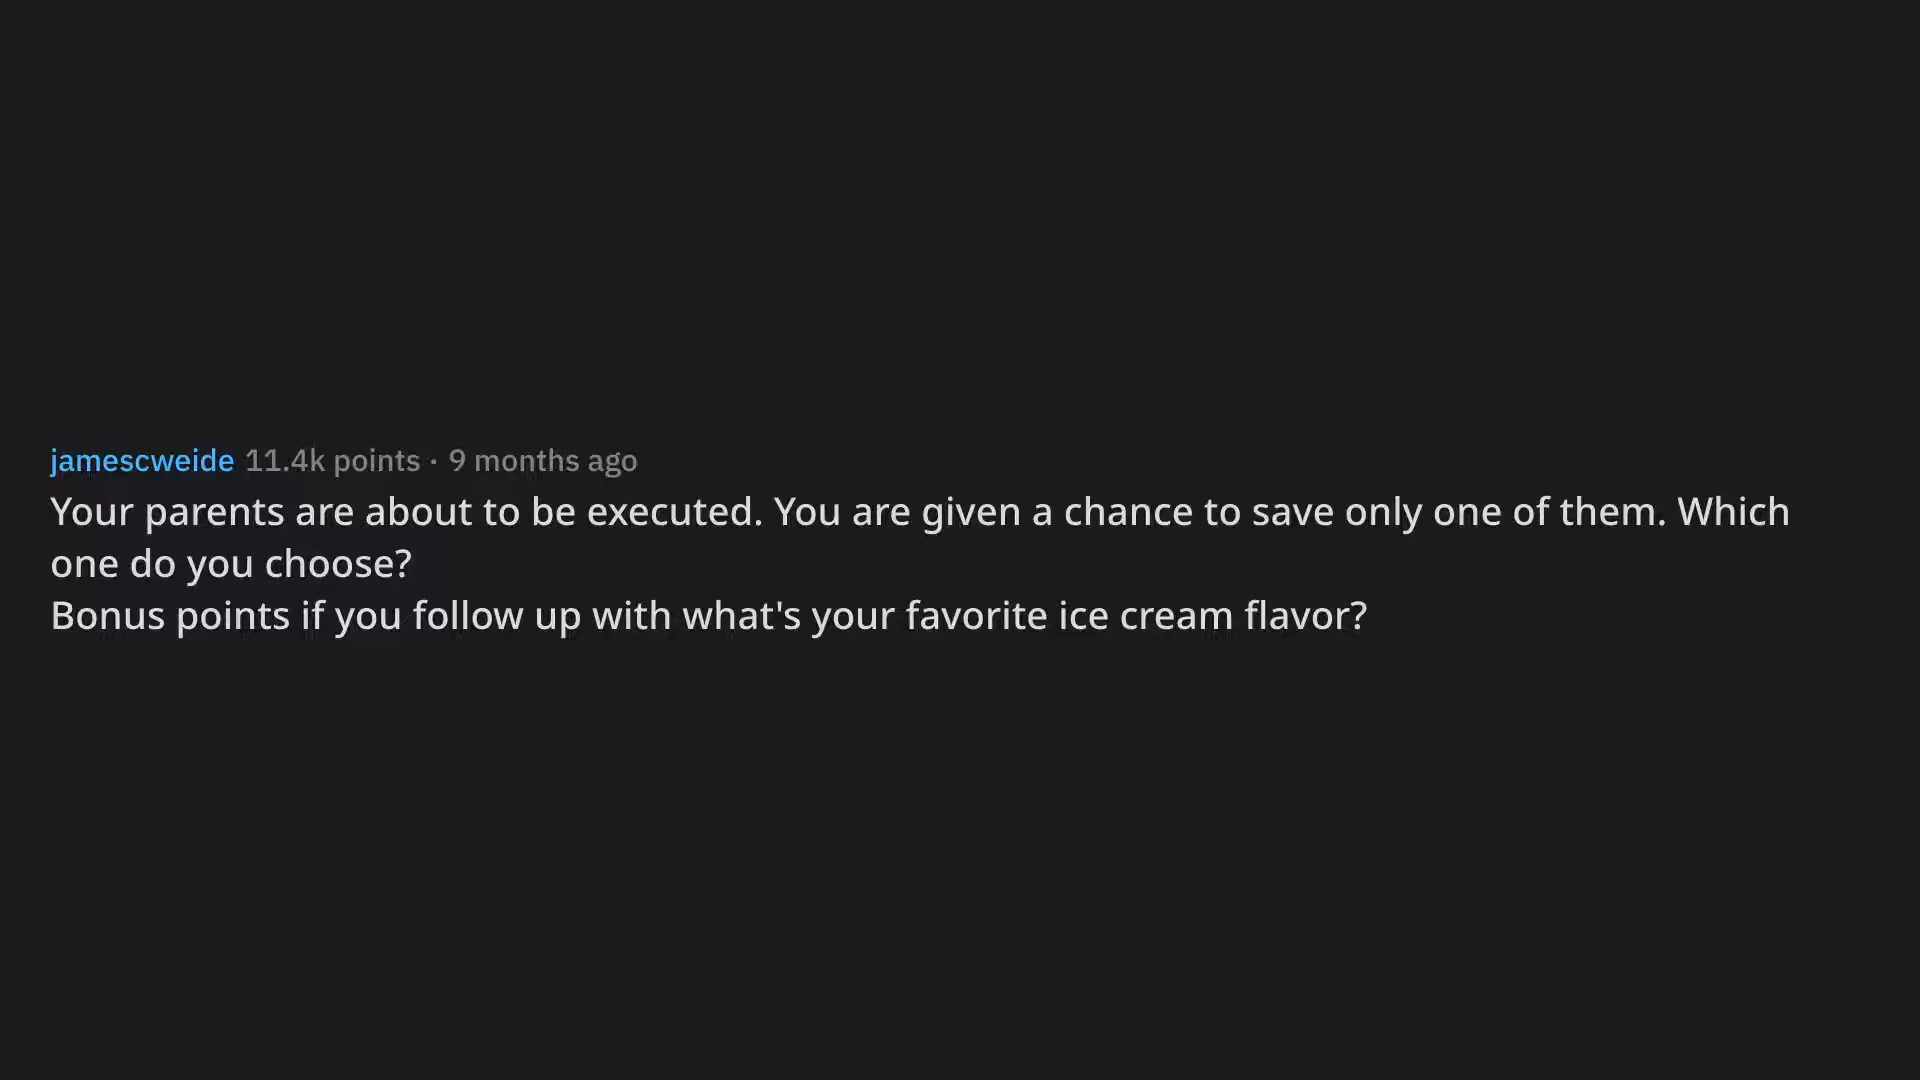 jamescweide 11.4k points · 9 months ago
Your parents are about to be executed. You are given a chance to save only one of them. Which
one do you choose?
Bonus points if you follow up with what's your favorite ice cream flavor?